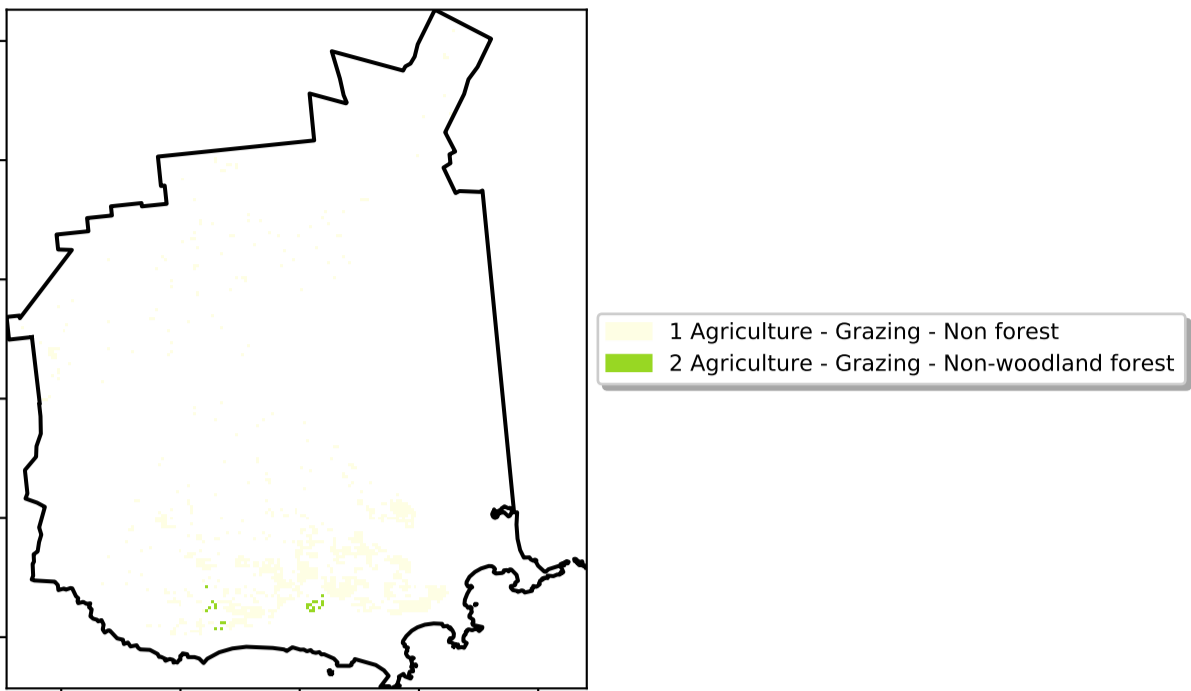 1 Agriculture - Grazing - Non forest
2 Agriculture - Grazing - Non-woodland forest